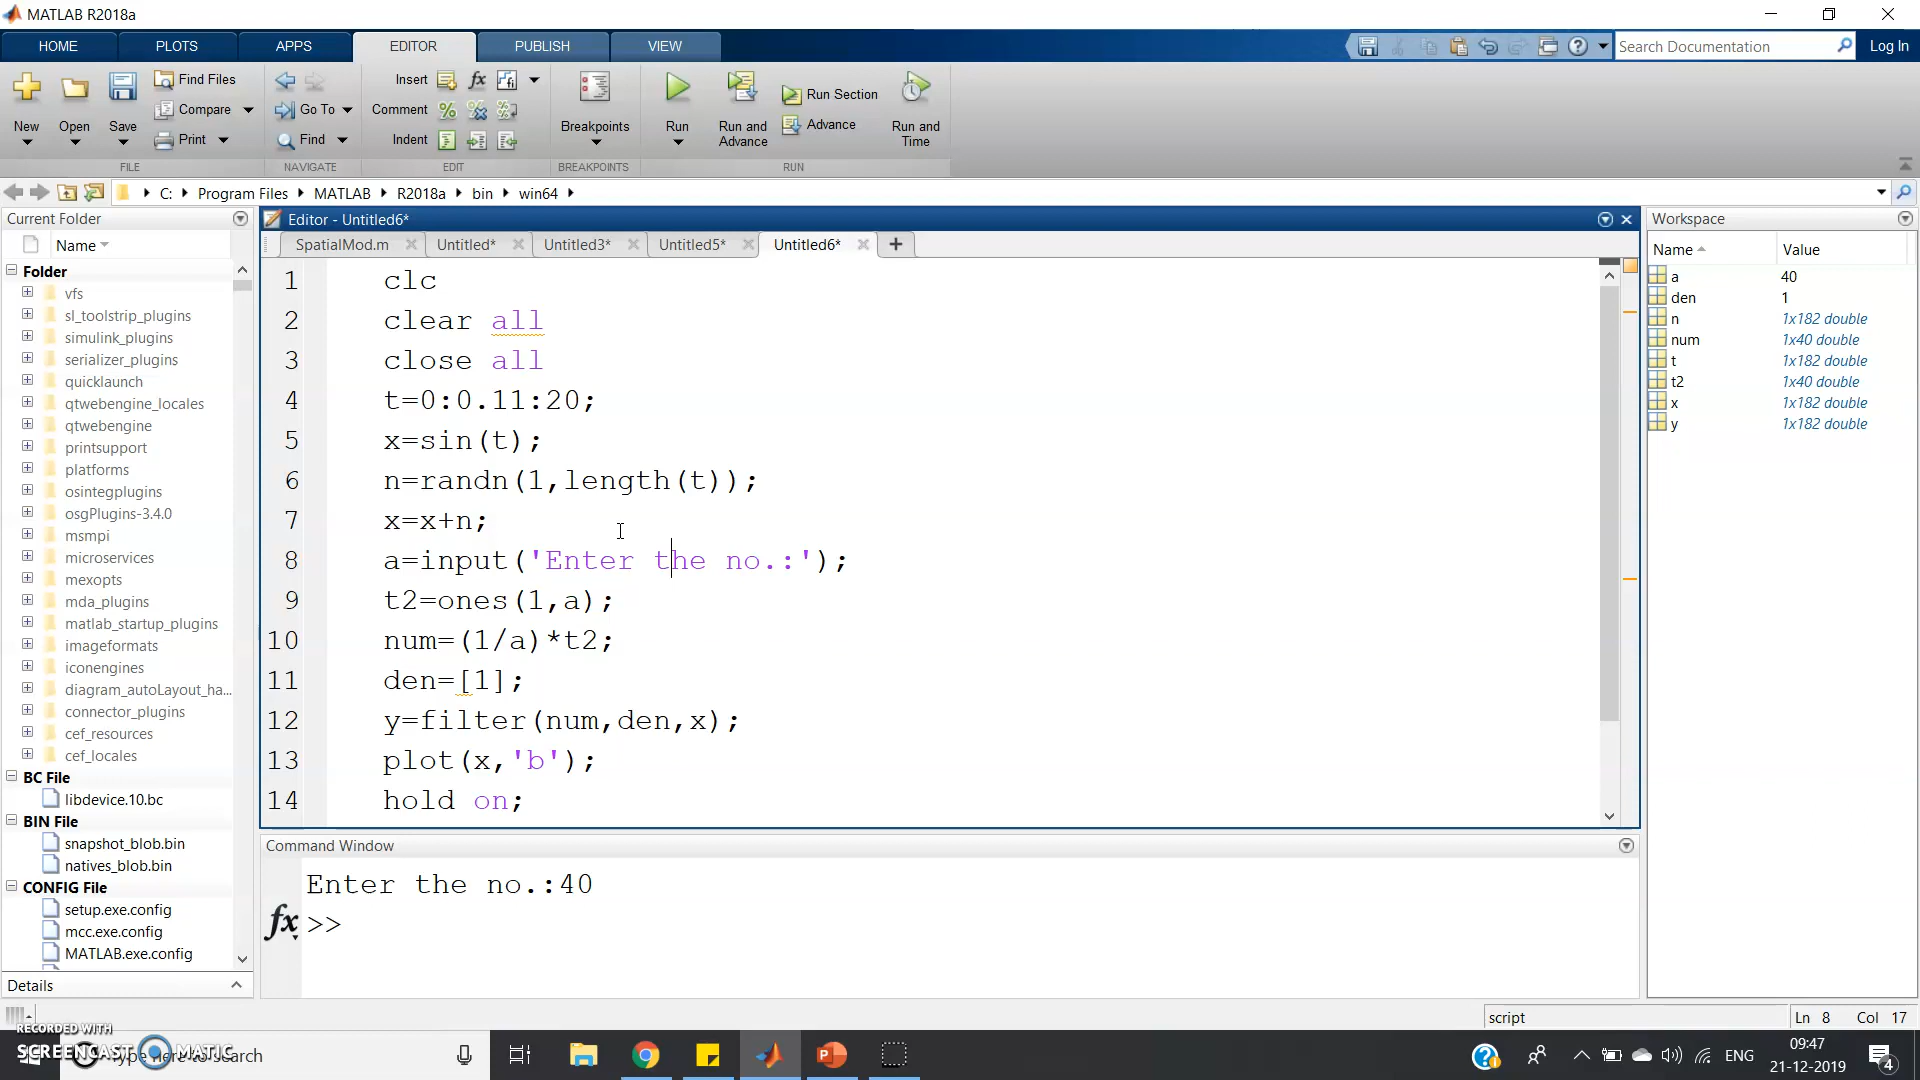 MATLAB R2018a
HOME PLOTS APPS EDITOR PUBLISH VIEW
Search Documentation
Log In
New
Open
Save
Find Files
Compare
Print
FILE
Go To
Find
NAVIGATE
Insert
Comment
Indent
EDIT
Breakpoints
BREAKPOINTS
Run
Run and Advance
Run Section
Advance
Run and Time
RUN
C: Program Files MATLAB R2018a bin win64
Current Folder
Name
Folder
vfs
sl_toolstrip_plugins
simulink_plugins
serializer_plugins
quicklaunch
qtwebengine_locales
qtwebengine
printsupport
platforms
osintegplugins
osgPlugins-3.4.0
msmpi
microservices
mexopts
mda_plugins
matlab_startup_plugins
imageformats
iconengines
diagram_autoLayout_ha...
connector_plugins
cef_resources
cef_locales
BC File
libdevice.10.bc
BIN File
snapshot_blob.bin
natives_blob.bin
CONFIG File
setup.exe.config
mcc.exe.config
MATLAB.exe.config
Details
Editor - Untitled6*
SpatialMod.m Untitled* Untitled3* Untitled5* Untitled6*
1 clc
2 clear all
3 close all
4 t=0:0.11:20;
5 x=sin(t);
6 n=randn(1,length(t));
7 x=x+n;
8 a=input('Enter the no.:');
9 t2=ones(1,a);
10 num=(1/a)*t2;
11 den=[1];
12 y=filter(num,den,x);
13 plot(x,'b');
14 hold on;
Command Window
Enter the no.:40
fx >>
Workspace
Name Value
a 40
den 1
n 1x182 double
num 1x40 double
t 1x182 double
t2 1x40 double
x 1x182 double
y 1x182 double
script
Ln 8 Col 17
RECORDED WITH
SCREENCAST MATIC
Type here to search
ENG
09:47
21-12-2019
4